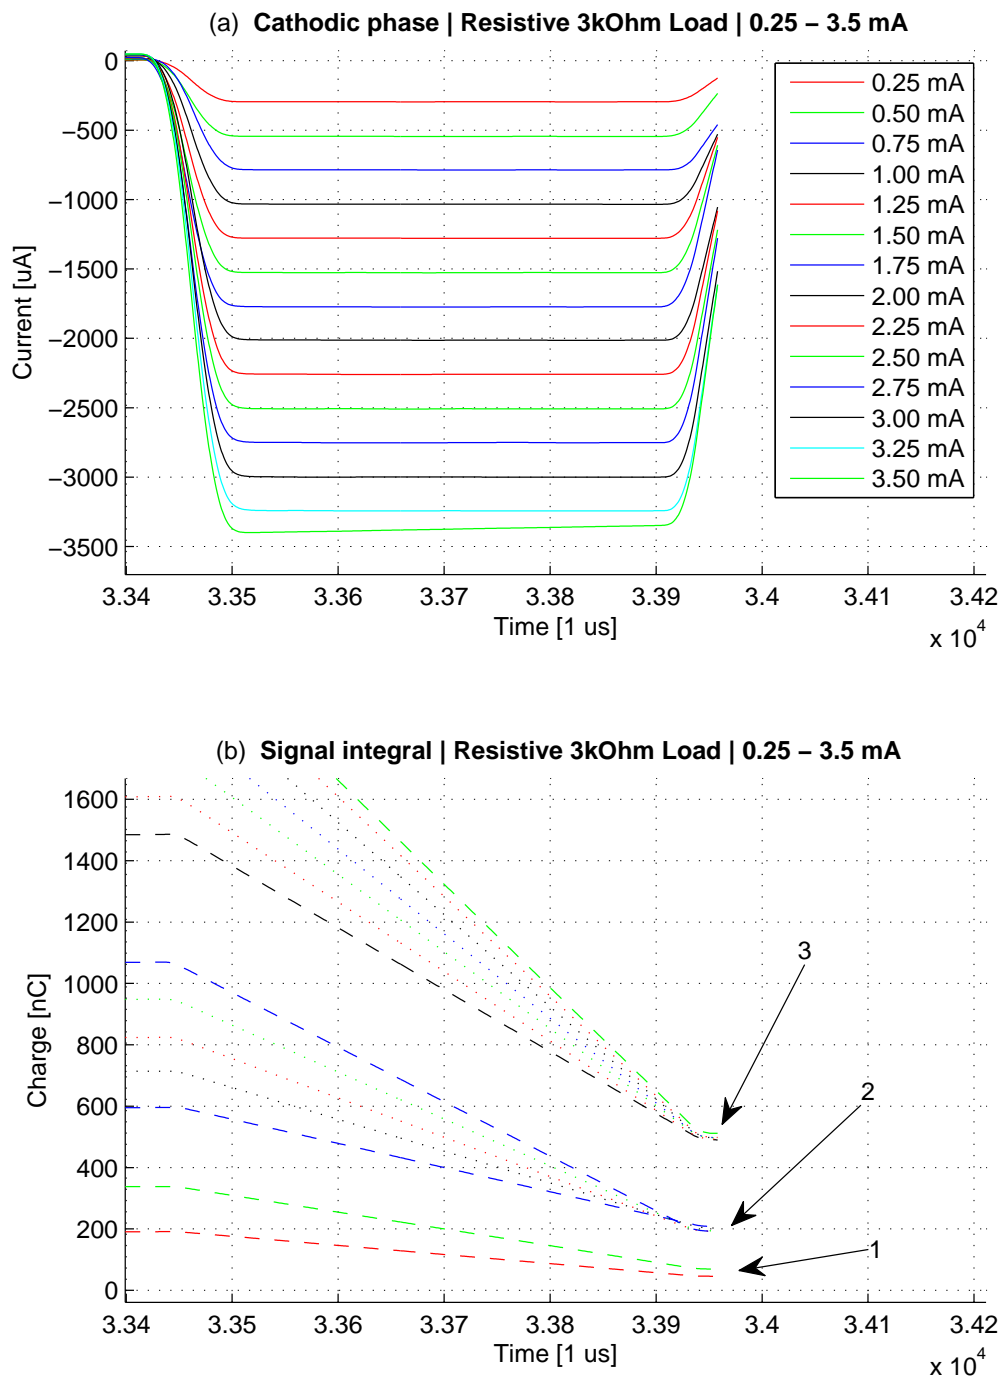 (a) Cathodic phase | Resistive 3kOhm Load | 0.25 − 3.5 mA
0
−500
−1000
−1500
−2000
−2500
−3000
−3500
Current [uA]
0.25 mA
0.50 mA
0.75 mA
1.00 mA
1.25 mA
1.50 mA
1.75 mA
2.00 mA
2.25 mA
2.50 mA
2.75 mA
3.00 mA
3.25 mA
3.50 mA
3.34 3.35 3.36 3.37 3.38 3.39 3.4 3.41 3.42
Time [1 us]
x 10^4
(b) Signal integral | Resistive 3kOhm Load | 0.25 − 3.5 mA
1600
1400
1200
1000
800
600
400
200
0
Charge [nC]
3
2
1
3.34 3.35 3.36 3.37 3.38 3.39 3.4 3.41 3.42
Time [1 us]
x 10^4